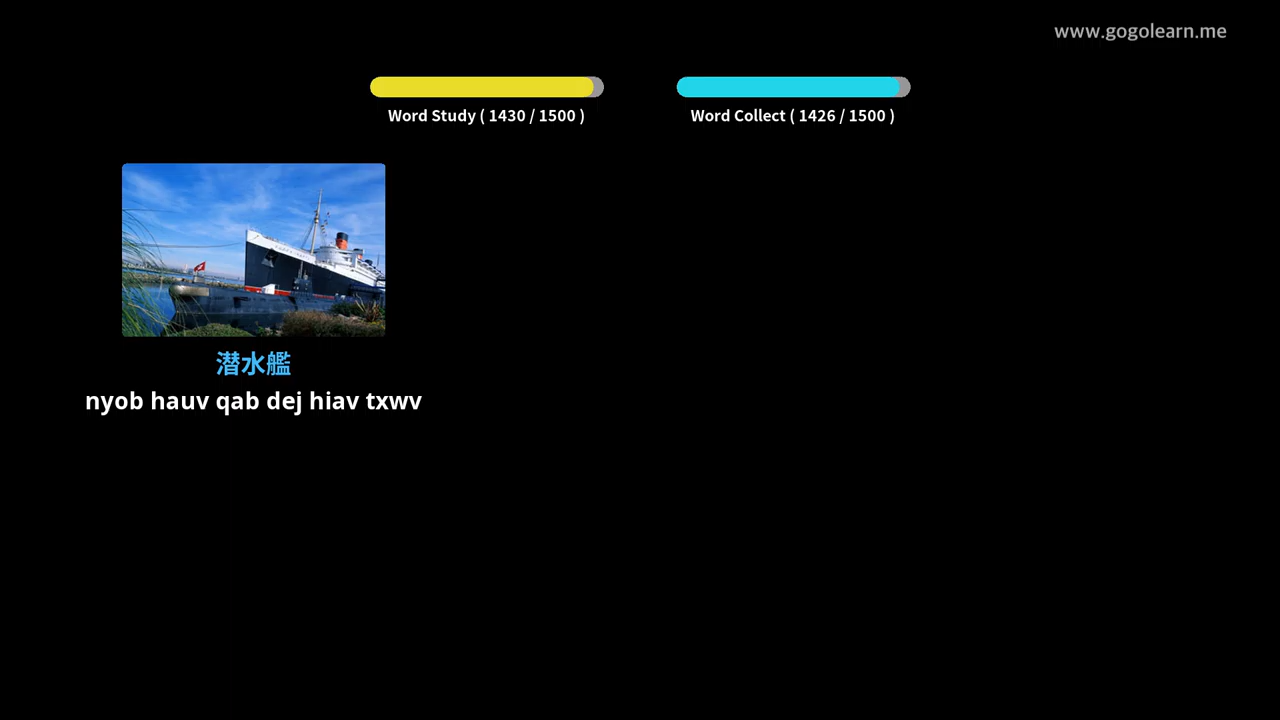 www.gogolearn.me
Word Study ( 1430 / 1500 )
Word Collect ( 1426 / 1500 )
潜水艦
nyob hauv qab dej hiav txwv